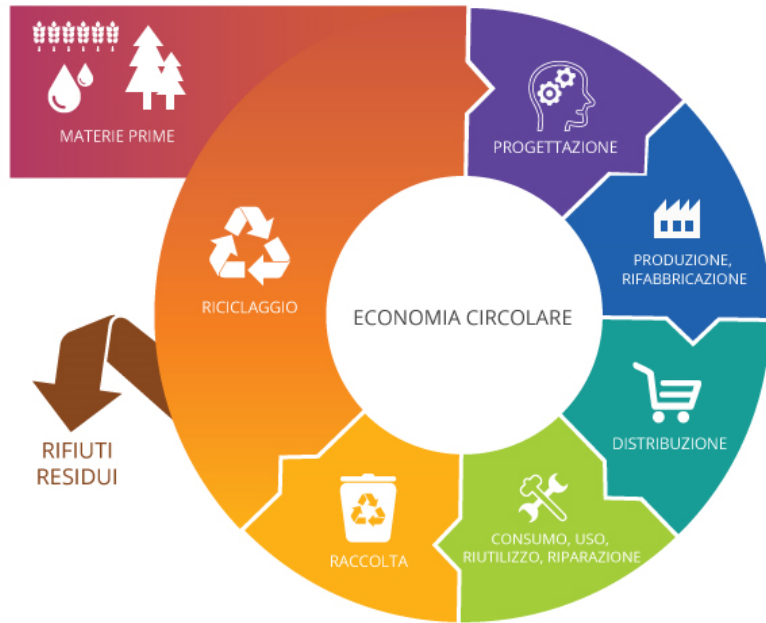 MATERIE PRIME
PROGETTAZIONE
PRODUZIONE,
RIFABBRICAZIONE
RICICLAGGIO
ECONOMIA CIRCOLARE
DISTRIBUZIONE
RIFIUTI
RESIDUI
CONSUMO, USO,
RIUTILIZZO, RIPARAZIONE
RACCOLTA